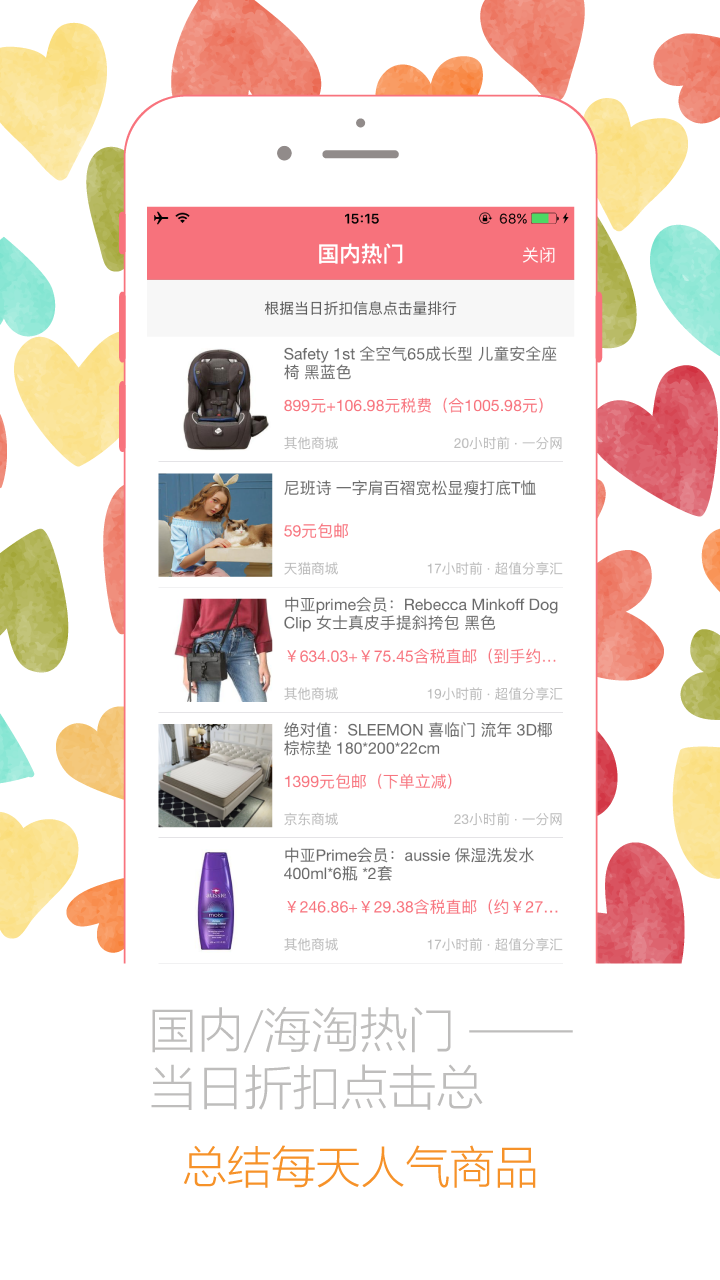 15:15
68%
国内热门
关闭
根据当日折扣信息点击量排行
Safety 1st 全空气65成长型 儿童安全座
椅 黑蓝色
899元+106.98元税费（合1005.98元）
其他商城
20小时前 · 一分网
尼班诗 一字肩百褶宽松显瘦打底T恤
59元包邮
天猫商城
17小时前 · 超值分享汇
中亚prime会员：Rebecca Minkoff Dog
Clip 女士真皮手提斜挎包 黑色
￥634.03+￥75.45含税直邮（到手约…
其他商城
19小时前 · 超值分享汇
绝对值：SLEEMON 喜临门 流年 3D椰
棕棕垫 180*200*22cm
1399元包邮（下单立减）
京东商城
23小时前 · 一分网
中亚Prime会员：aussie 保湿洗发水
400ml*6瓶 *2套
￥246.86+￥29.38含税直邮（约￥27…
其他商城
17小时前 · 超值分享汇
AUSSIE
moist
国内/海淘热门 ——
当日折扣点击总
总结每天人气商品